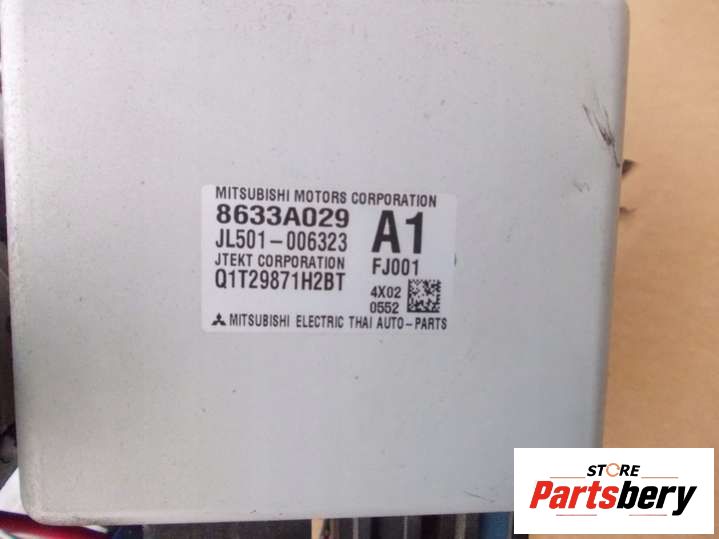 MITSUBISHI MOTORS CORPORATION
8633A029 A1
JL501-006323
JTEKT CORPORATION FJ001
Q1T29871H2BT 4X02
0552
MITSUBISHI ELECTRIC THAI AUTO-PARTS
STORE
Partsbery